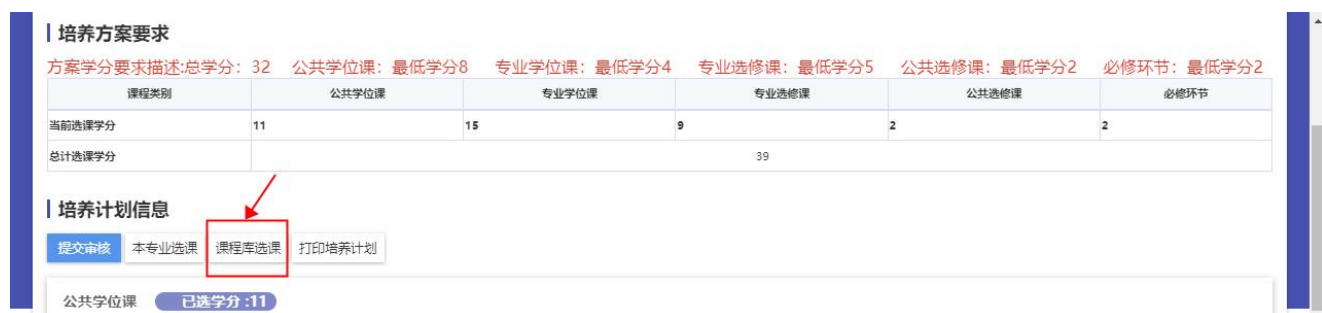 培养方案要求
方案学分要求描述:总学分：32 公共学位课：最低学分8 专业学位课：最低学分4 专业选修课：最低学分5 公共选修课：最低学分2 必修环节：最低学分2
课程类别 公共学位课 专业学位课 专业选修课 公共选修课 必修环节
当前选课学分 11 15 9 2 2
总计选课学分 39
培养计划信息
提交审核 本专业选课 课程库选课 打印培养计划
公共学位课 已选学分 :11